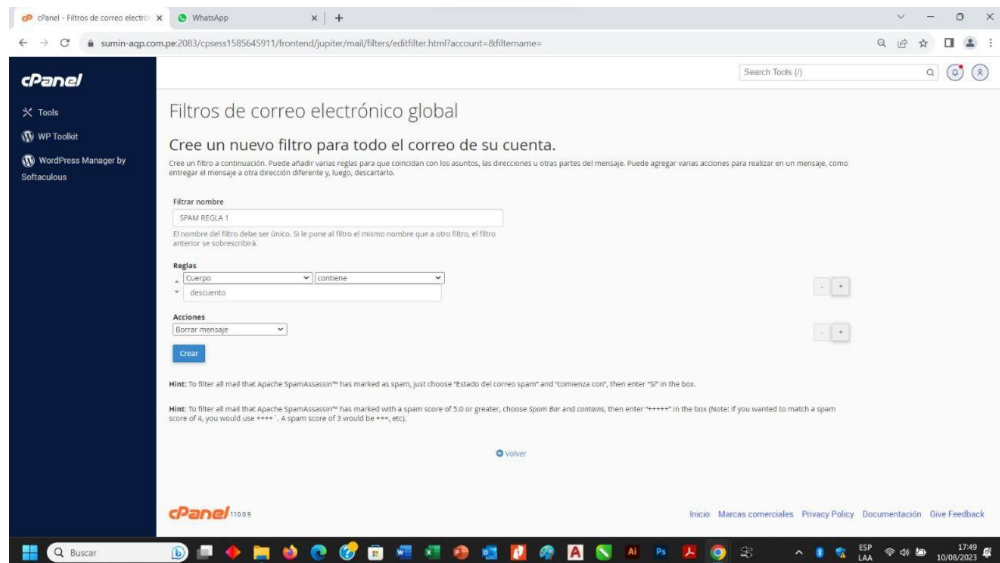 cPanel - Filtros de correo electró
WhatsApp
sumin-aqp.com.pe:2083/cpsess1585645911/frontend/jupiter/mail/filters/editfilter.html?account=&filtername=
cPanel
Search Tools (/)
Tools
WP Toolkit
WordPress Manager by
Softaculous
Filtros de correo electrónico global
Cree un nuevo filtro para todo el correo de su cuenta.
Cree un filtro a continuación. Puede añadir varias reglas para que coincidan con los asuntos, las direcciones u otras partes del mensaje. Puede agregar varias acciones para realizar en un mensaje, como
entregar el mensaje a otra dirección diferente y, luego, descartarlo.
Filtrar nombre
SPAM REGLA 1
El nombre del filtro debe ser único. Si le pone al filtro el mismo nombre que a otro filtro, el filtro
anterior se sobrescribirá.
Reglas
Cuerpo contiene
descuento
- +
Acciones
Borrar mensaje
- +
Crear
Hint: To filter all mail that Apache SpamAssassin™ has marked as spam, just choose "Estado del correo spam" and "comienza con", then enter "Sí" in the box.
Hint: To filter all mail that Apache SpamAssassin™ has marked with a spam score of 5.0 or greater, choose Spam Bar and contains, then enter "+++++" in the box (Note: If you wanted to match a spam
score of 4, you would use ++++`. A spam score of 3 would be +++, etc).
Volver
cPanel 110.0.9
Inicio Marcas comerciales Privacy Policy Documentación Give Feedback
Buscar
ESP
LAA
17:49
10/08/2023